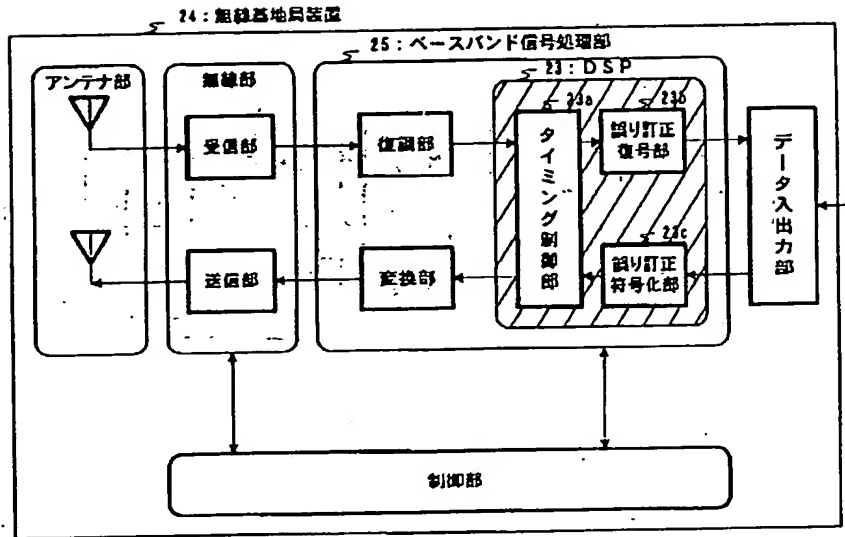 24：無線基地局装置
25：ベースバンド信号処理部
23：DSP
アンテナ部
無線部
23a
23b
受信部
復調部
タイミング制御部
誤り訂正
復号部
データ入出力部
23c
送信部
変換部
誤り訂正
符号化部
制御部